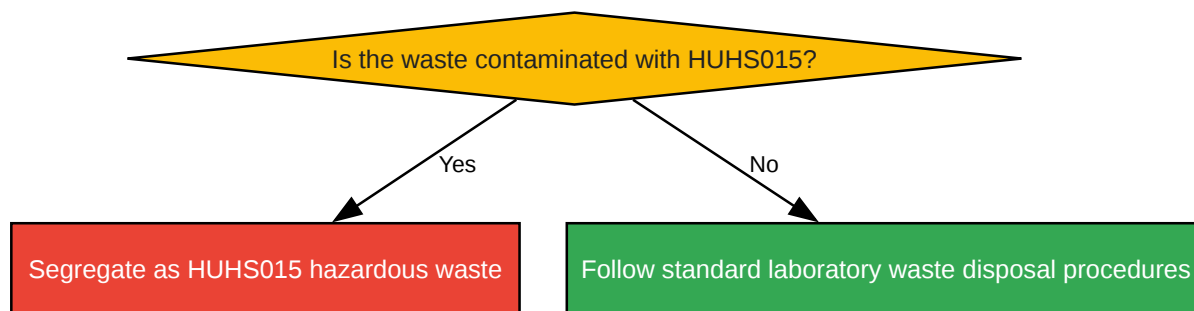 Is the waste contaminated with HUHS015?
Yes
No
Segregate as HUHS015 hazardous waste
Follow standard laboratory waste disposal procedures